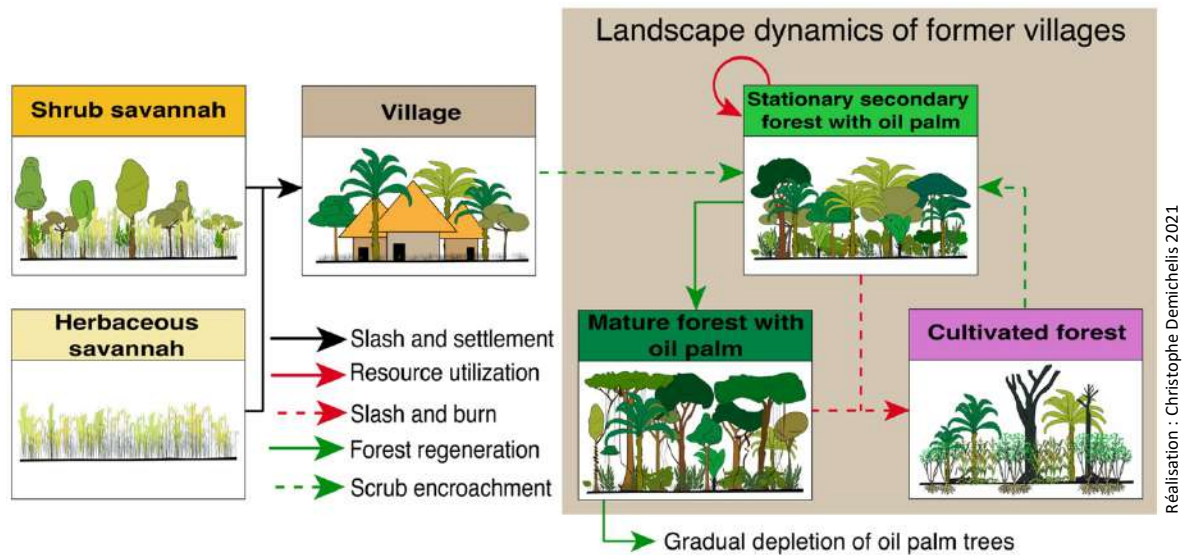 Landscape dynamics of former villages
Shrub savannah
Village
Stationary secondary
forest with oil palm
Herbaceous
savannah
Slash and settlement
Resource utilization
Slash and burn
Forest regeneration
Scrub encroachment
Mature forest with
oil palm
Cultivated forest
Gradual depletion of oil palm trees
Réalisation : Christophe Demichelis 2021